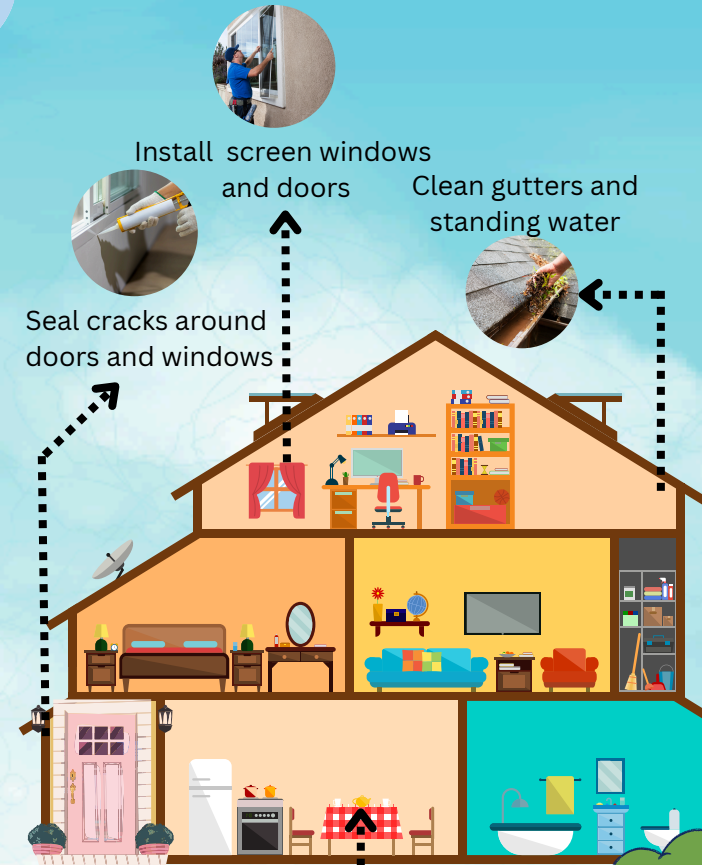 Install  screen windows
and doors
Clean gutters and
standing water
Seal cracks around
doors and windows